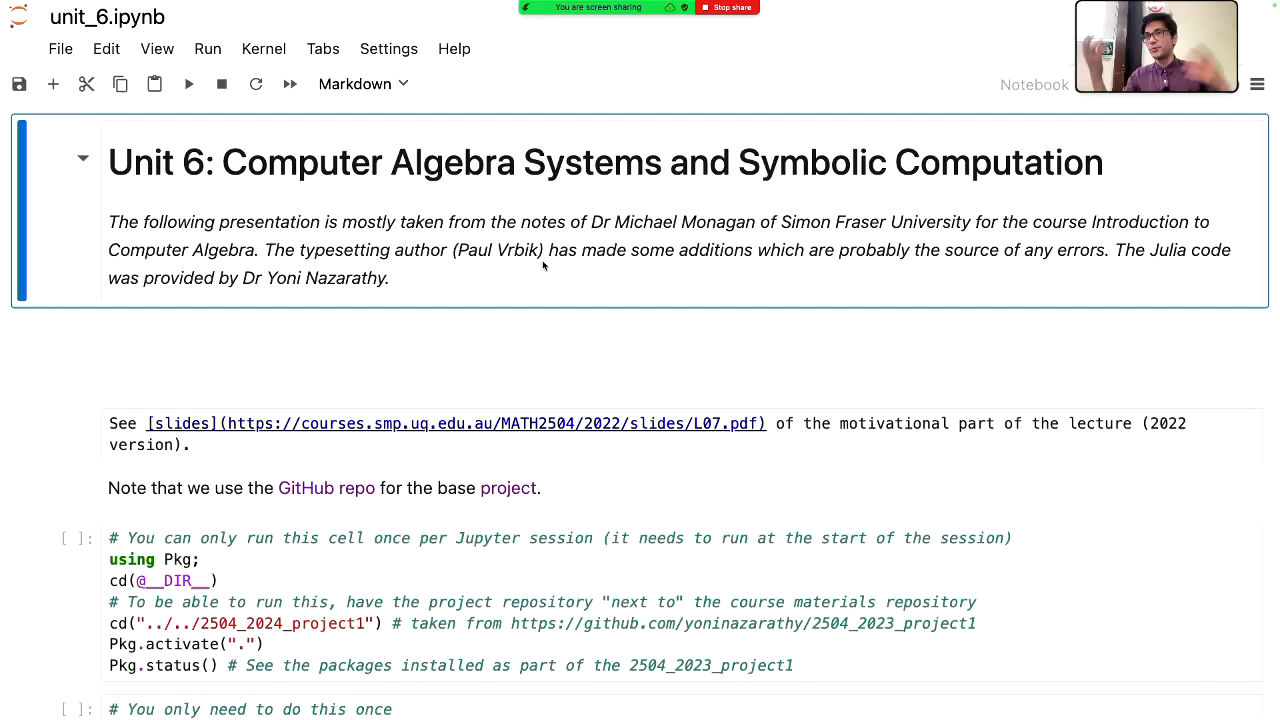 unit_6.ipynb
You are screen sharing
Stop share
File Edit View Run Kernel Tabs Settings Help
Markdown
Notebook
Unit 6: Computer Algebra Systems and Symbolic Computation
The following presentation is mostly taken from the notes of Dr Michael Monagan of Simon Fraser University for the course Introduction to
Computer Algebra. The typesetting author (Paul Vrbik) has made some additions which are probably the source of any errors. The Julia code
was provided by Dr Yoni Nazarathy.
See [slides](https://courses.smp.uq.edu.au/MATH2504/2022/slides/L07.pdf) of the motivational part of the lecture (2022
version).
Note that we use the GitHub repo for the base project.
[ ]: # You can only run this cell once per Jupyter session (it needs to run at the start of the session)
using Pkg;
cd(@__DIR__)
# To be able to run this, have the project repository "next to" the course materials repository
cd("../../2504_2024_project1") # taken from https://github.com/yoninazarathy/2504_2023_project1
Pkg.activate(".")
Pkg.status() # See the packages installed as part of the 2504_2023_project1
[ ]: # You only need to do this once